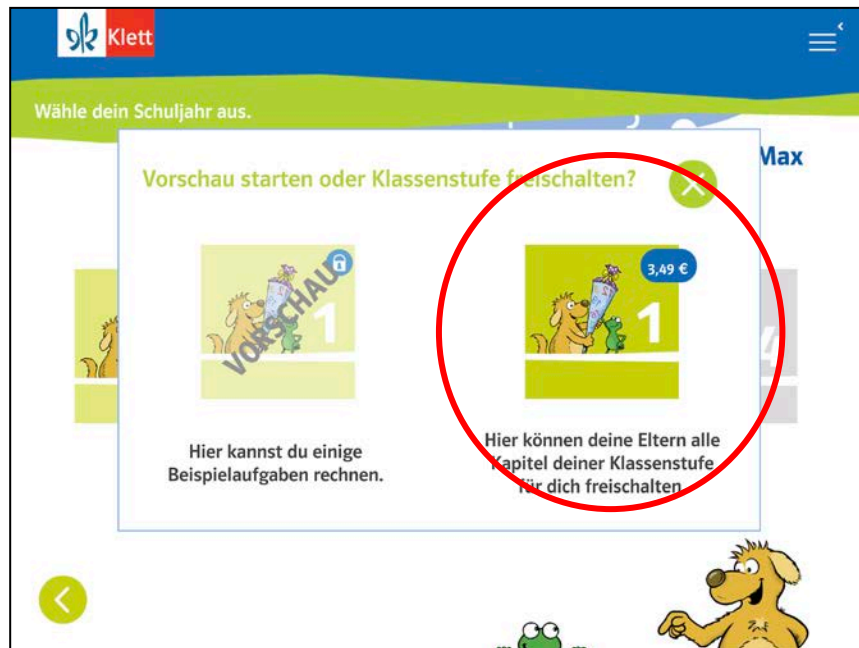 Klett
Wähle dein Schuljahr aus.
Max
Vorschau starten oder Klassenstufe freischalten?
VORSCHAU
1
3,49 €
1
4
Hier kannst du einige
Beispielaufgaben rechnen.
Hier können deine Eltern alle
Kapitel deiner Klassenstufe
für dich freischalten